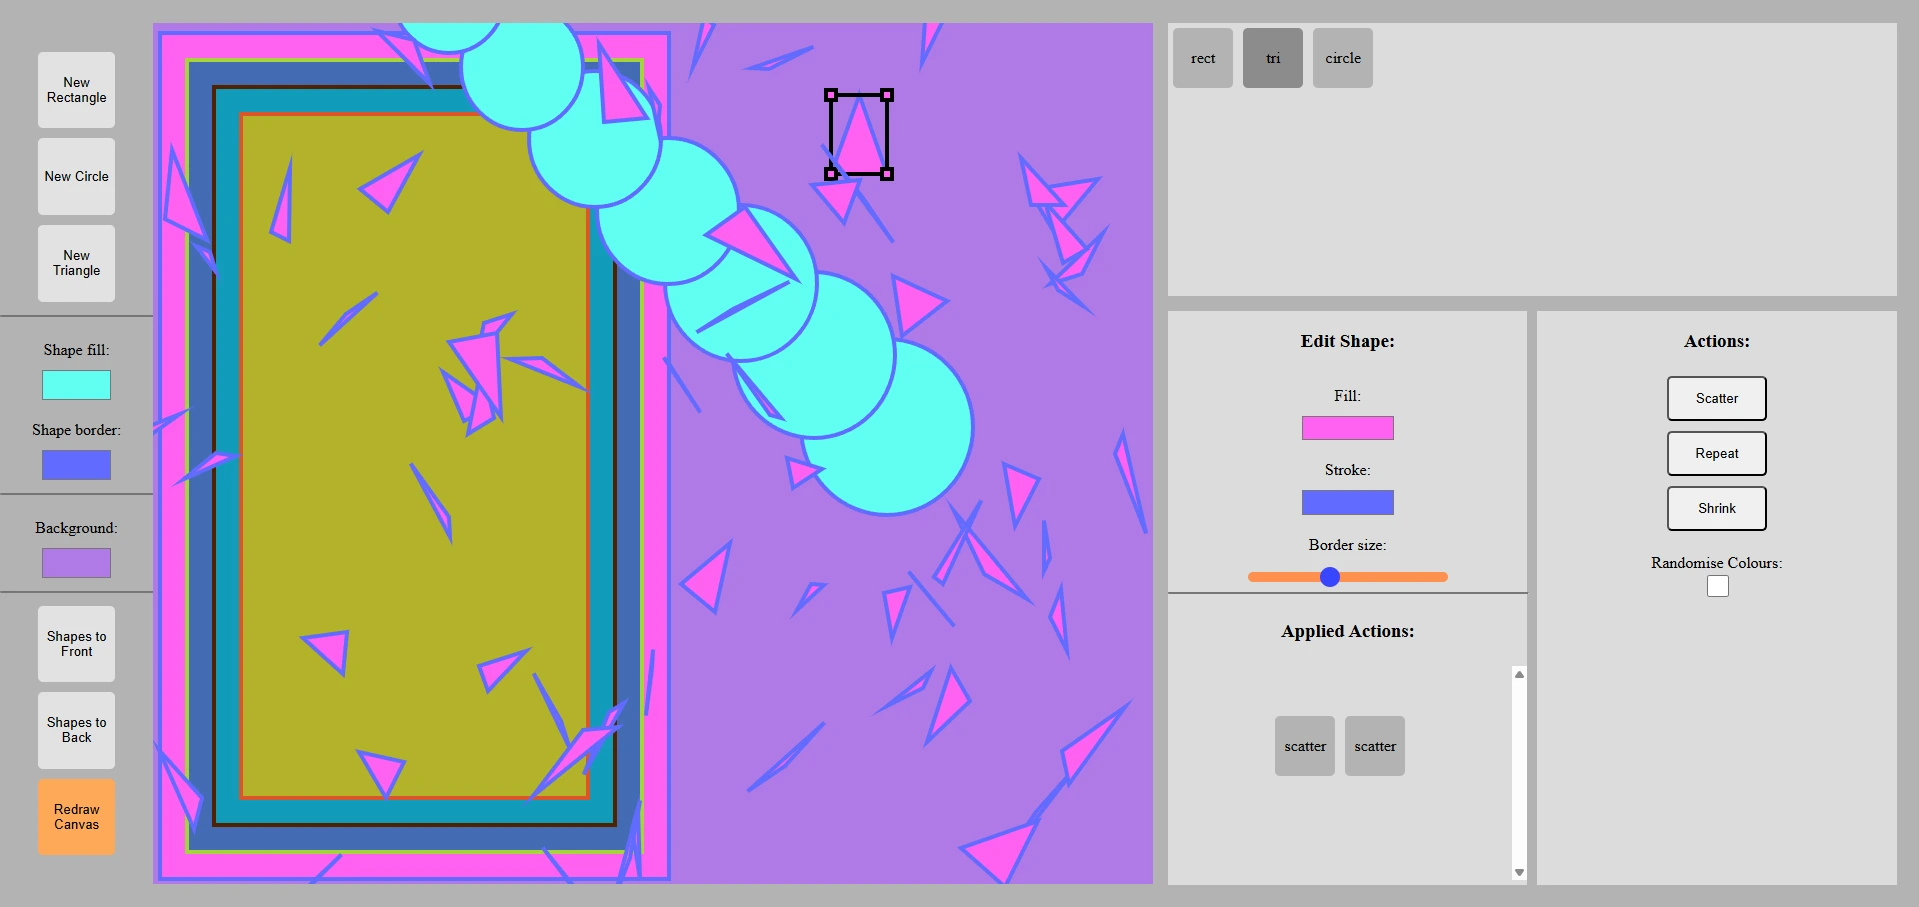 New
Rectangle
New Circle
New
Triangle
Shape fill:
Shape border:
Background:
Shapes to
Front
Shapes to
Back
Redraw
Canvas
rect
tri
circle
Edit Shape:
Fill:
Stroke:
Border size:
Applied Actions:
scatter
scatter
Actions:
Scatter
Repeat
Shrink
Randomise Colours: